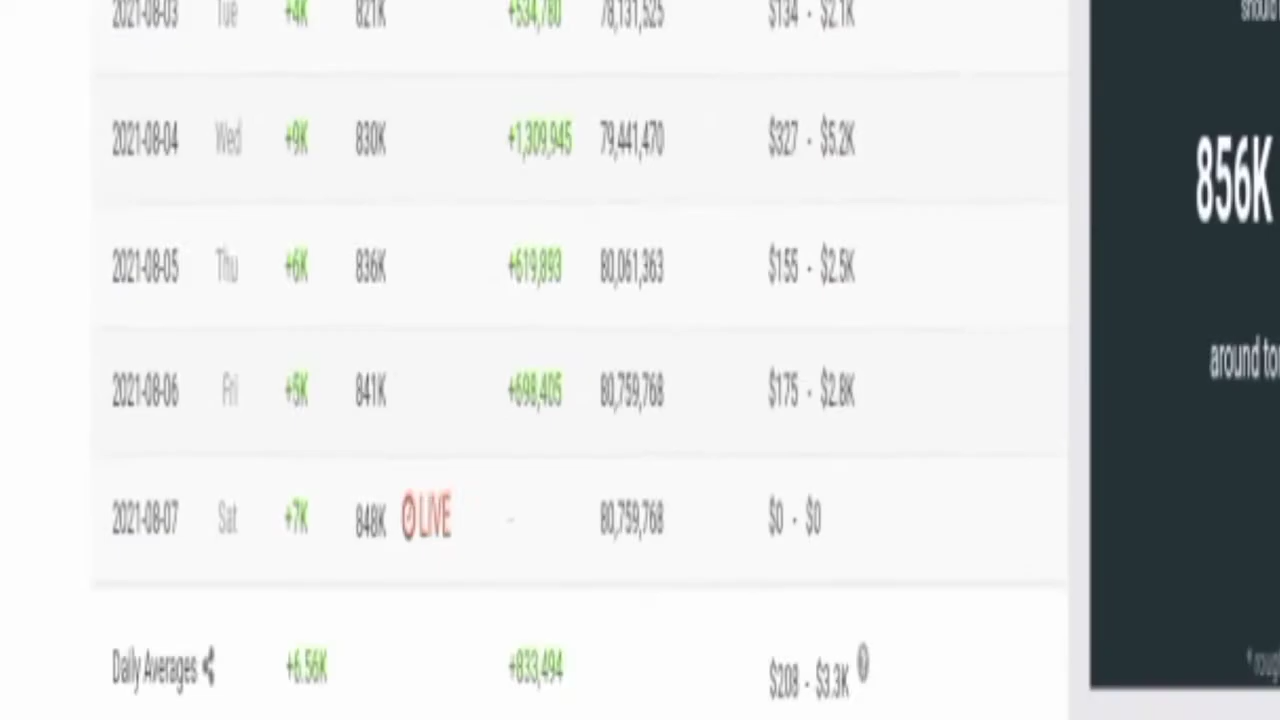 2021-08-03 Tue +4K 821K +534,760 78,131,525 $134 - $2.1K
2021-08-04 Wed +9K 830K +1,309,945 79,441,470 $327 - $5.2K
2021-08-05 Thu +6K 836K +619,893 80,061,363 $155 - $2.5K
2021-08-06 Fri +5K 841K +698,405 80,759,768 $175 - $2.8K
2021-08-07 Sat +7K 848K LIVE - 80,759,768 $0 - $0
Daily Averages +6.56K +833,494 $208 - $3.3K
should
856K
around